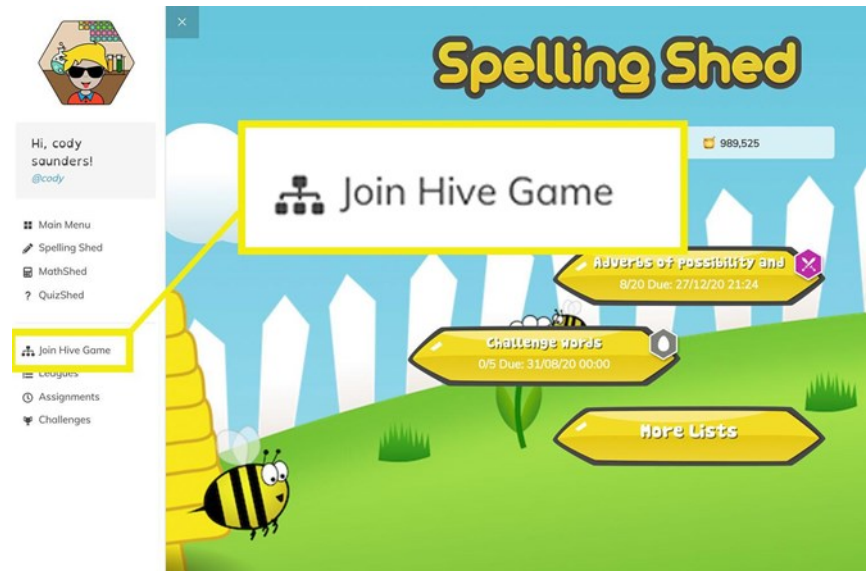 ×
Hi, cody
saunders!
@cody
Main Menu
Spelling Shed
MathShed
? QuizShed
Join Hive Game
Leagues
Assignments
Challenges
Spelling Shed
989,525
Join Hive Game
Adverbs of possibility and
8/20 Due: 27/12/20 21:24
Challenge Words
0/5 Due: 31/08/20 00:00
More Lists